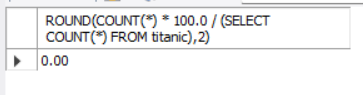 ROUND(COUNT(*) * 100.0 / (SELECT
COUNT(*) FROM titanic),2)
0.00